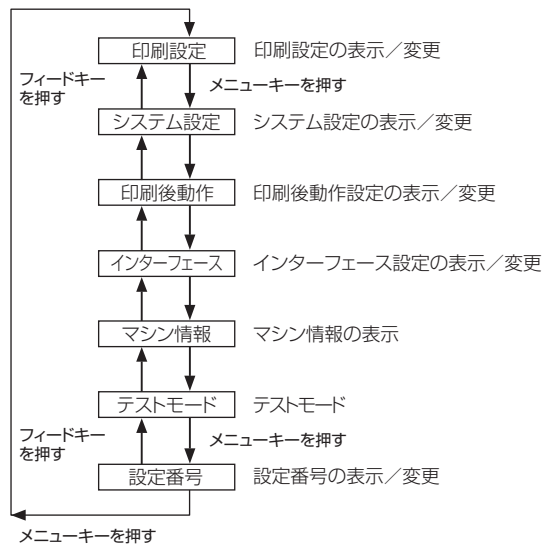 印刷設定 印刷設定の表示／変更
フィードキー
を押す
メニューキーを押す
システム設定 システム設定の表示／変更
印刷後動作 印刷後動作設定の表示／変更
インターフェース インターフェース設定の表示／変更
マシン情報 マシン情報の表示
テストモード テストモード
フィードキー
を押す
メニューキーを押す
設定番号 設定番号の表示／変更
メニューキーを押す